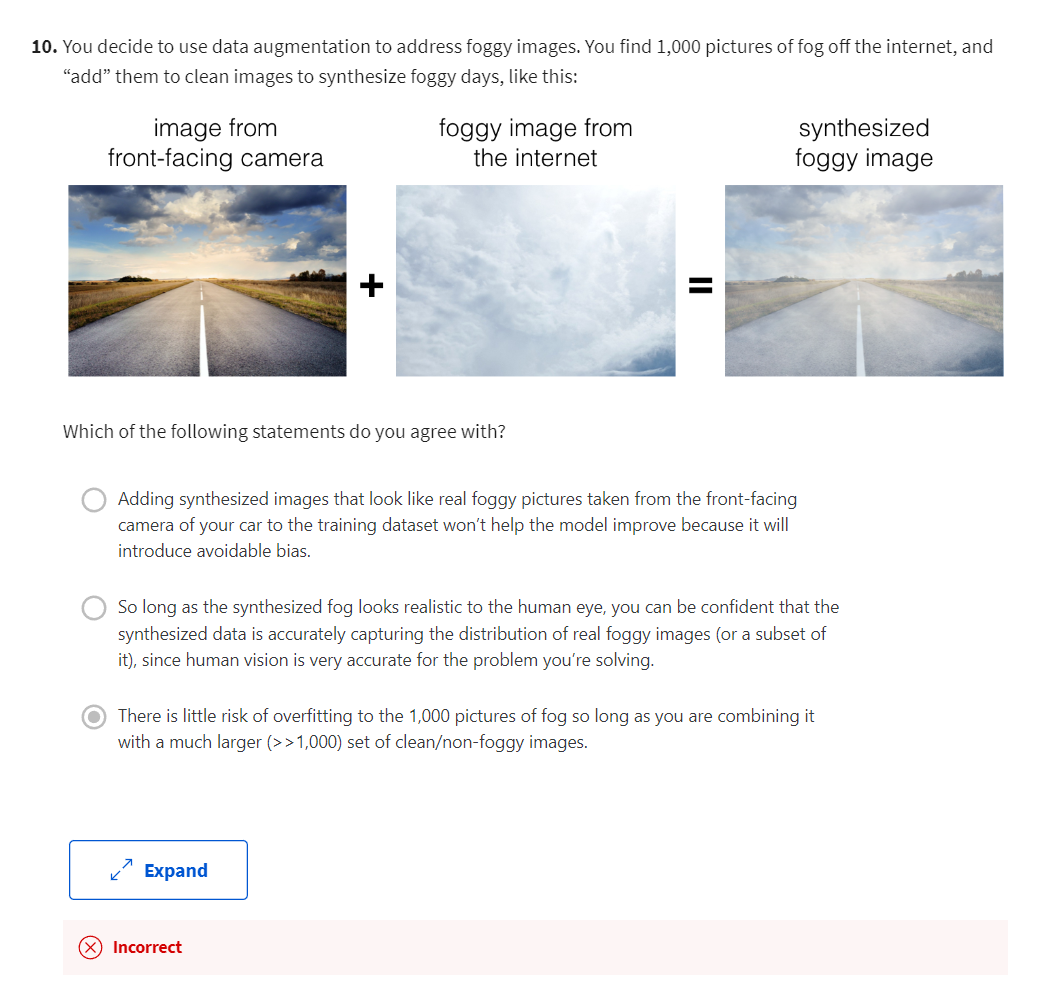 10. You decide to use data augmentation to address foggy images. You find 1,000 pictures of fog off the internet, and
“add” them to clean images to synthesize foggy days, like this:
image from
front-facing camera
foggy image from
the internet
synthesized
foggy image
+
=
Which of the following statements do you agree with?
Adding synthesized images that look like real foggy pictures taken from the front-facing
camera of your car to the training dataset won’t help the model improve because it will
introduce avoidable bias.
So long as the synthesized fog looks realistic to the human eye, you can be confident that the
synthesized data is accurately capturing the distribution of real foggy images (or a subset of
it), since human vision is very accurate for the problem you’re solving.
There is little risk of overfitting to the 1,000 pictures of fog so long as you are combining it
with a much larger (>>1,000) set of clean/non-foggy images.
Expand
Incorrect